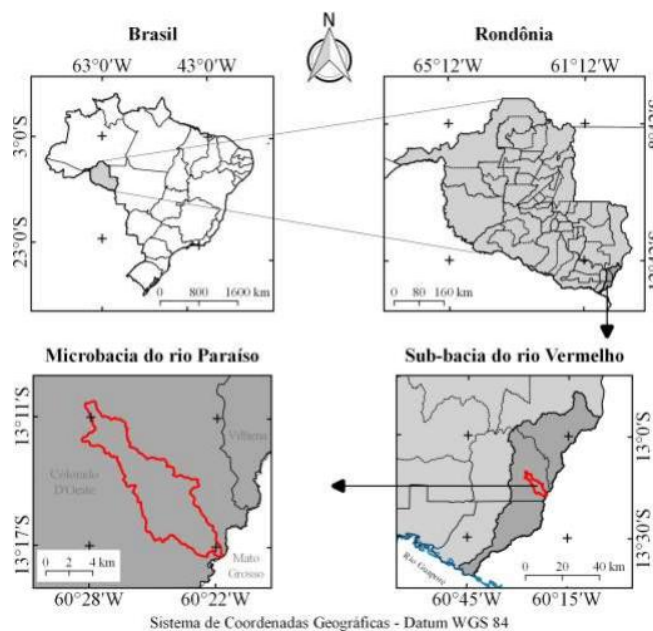 N
Brasil
Rondônia
63°0'W 43°0'W
65°12'W 61°12'W
3°0'S
23°0'S
0 800 1600 km
0 80 160 km
Microbacia do rio Paraíso
Sub-bacia do rio Vermelho
13°11'S
13°17'S
Vilhena
Colorado
D'Oeste
Mato
Grosso
0 2 4 km
13°0'S
13°30'S
Rio Guaporé
0 20 40 km
60°28'W 60°22'W
60°45'W 60°15'W
Sistema de Coordenadas Geográficas - Datum WGS 84